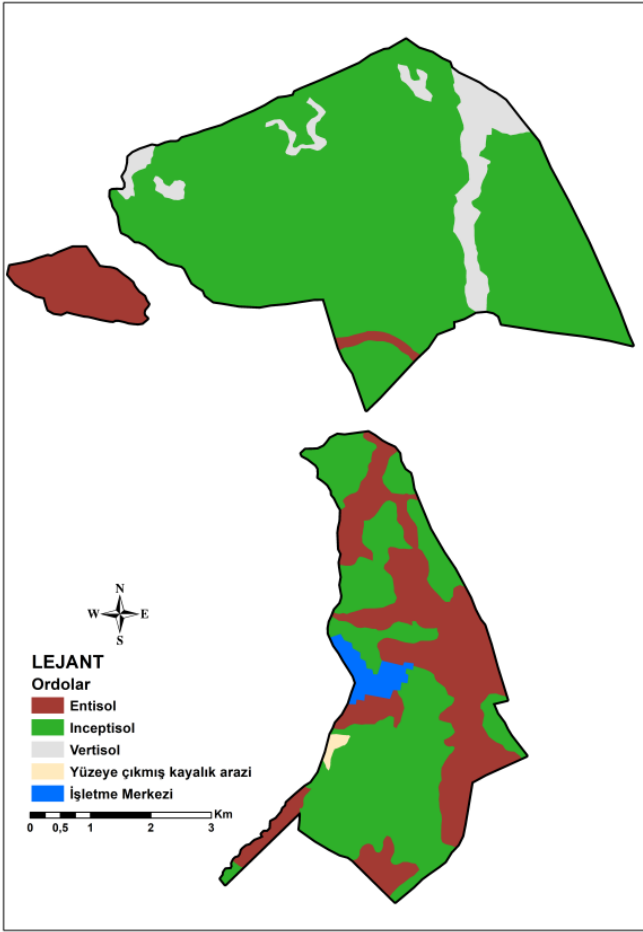 N
W E
S
LEJANT
Ordolar
Entisol
Inceptisol
Vertisol
Yüzeye çıkmış kayalık arazi
İşletme Merkezi
Km
0 0,5 1 2 3